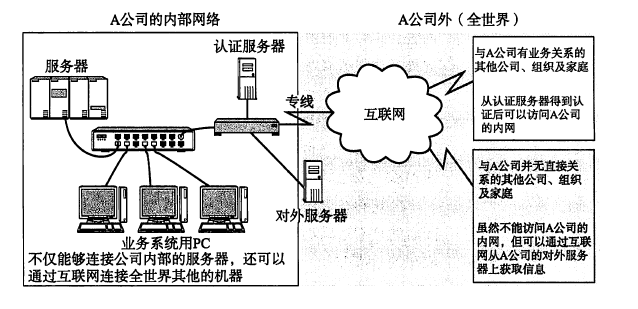 A公司的内部网络
A公司外（全世界）
服务器
认证服务器
专线
互联网
对外服务器
业务系统用PC
不仅能够连接公司内部的服务器，还可以
通过互联网连接全世界其他的机器
与A公司有业务关系的
其他公司、组织及家庭
从认证服务器得到认
证后可以访问A公司
的内网
与A公司并无直接关
系的其他公司、组织
及家庭
虽然不能访问A公司的
内网，但可以通过互联
网从A公司的对外服务
器上获取信息